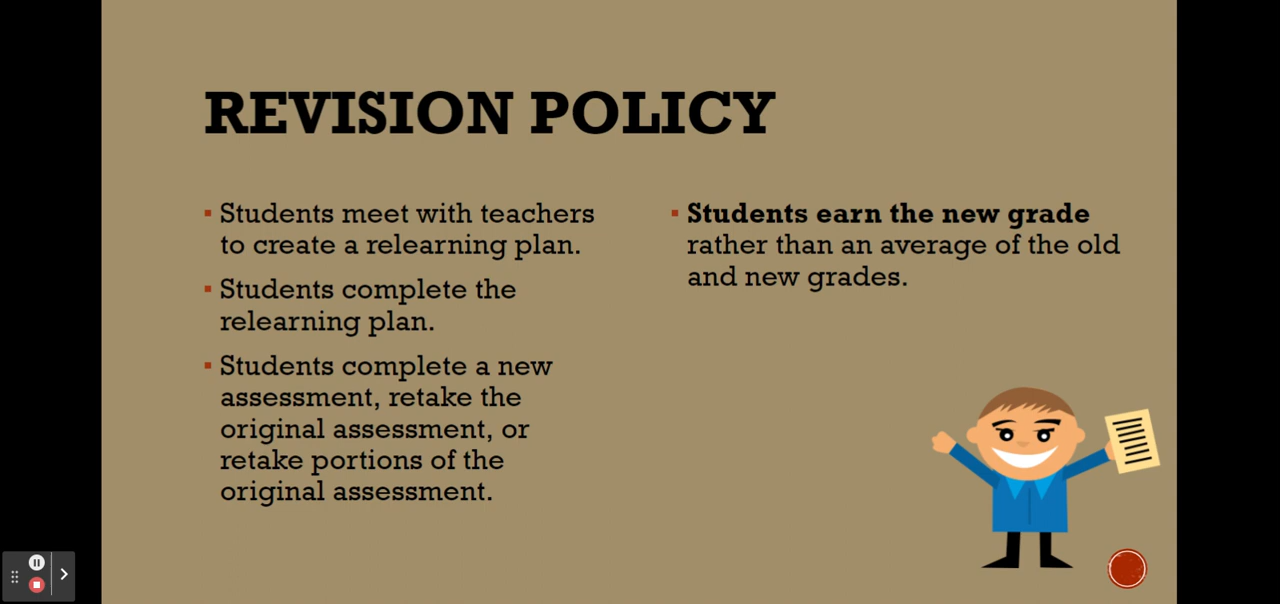 REVISION POLICY
Students meet with teachers
to create a relearning plan.
Students complete the
relearning plan.
Students complete a new
assessment, retake the
original assessment, or
retake portions of the
original assessment.
Students earn the new grade
rather than an average of the old
and new grades.